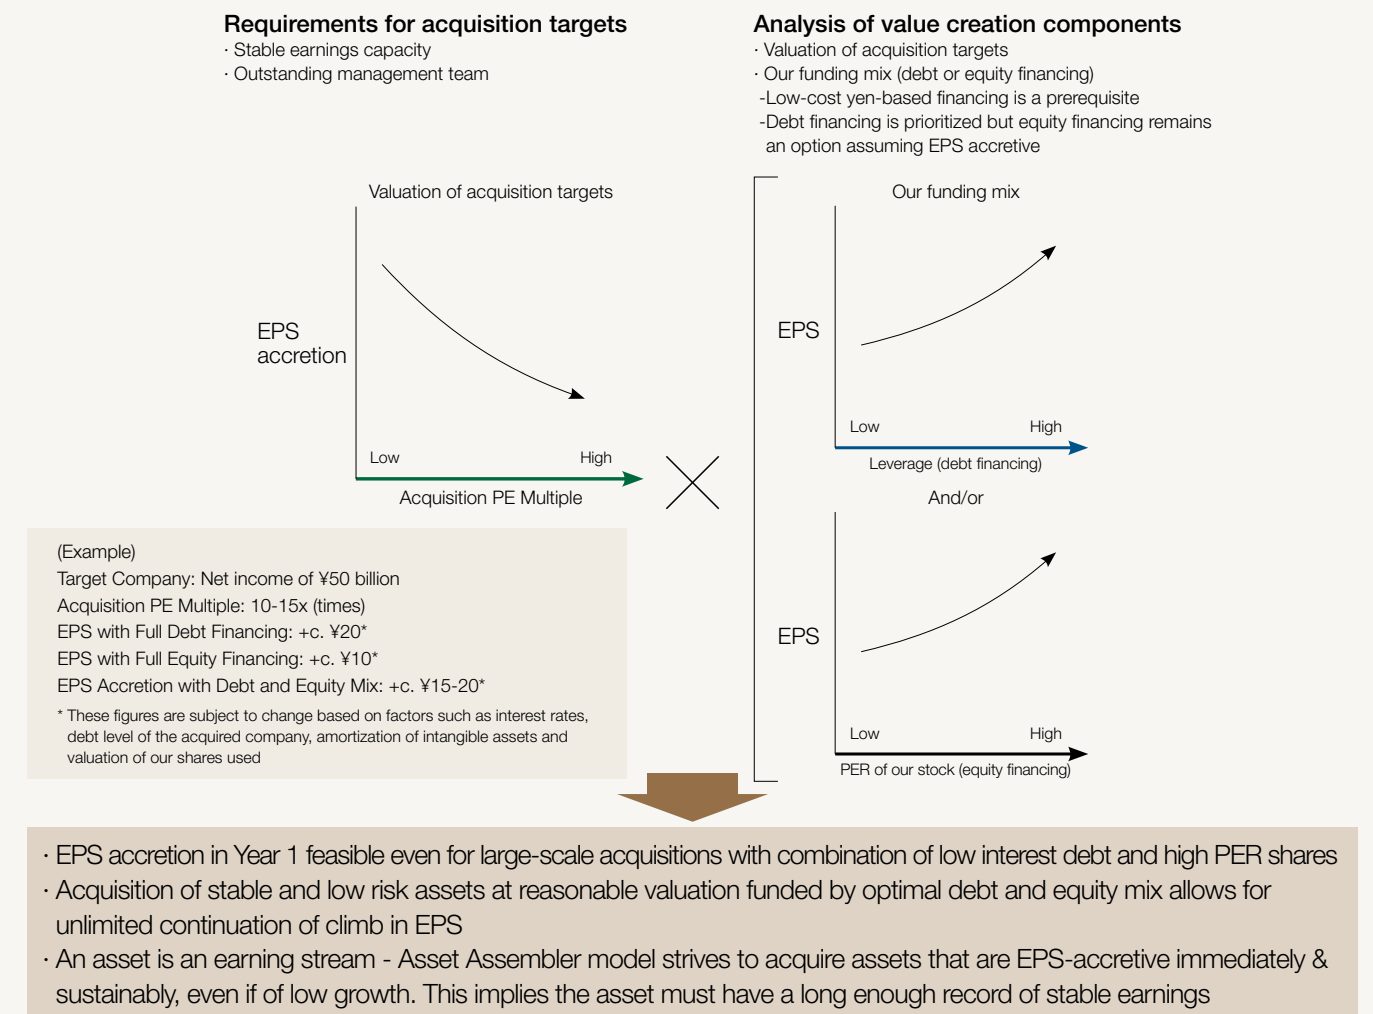 Requirements for acquisition targets
· Stable earnings capacity
· Outstanding management team
Analysis of value creation components
· Valuation of acquisition targets
· Our funding mix (debt or equity financing)
-Low-cost yen-based financing is a prerequisite
-Debt financing is prioritized but equity financing remains
an option assuming EPS accretive
Valuation of acquisition targets
EPS
accretion
Low
High
Acquisition PE Multiple
Our funding mix
EPS
Low
High
Leverage (debt financing)
And/or
EPS
Low
High
PER of our stock (equity financing)
(Example)
Target Company: Net income of ¥50 billion
Acquisition PE Multiple: 10-15x (times)
EPS with Full Debt Financing: +c. ¥20*
EPS with Full Equity Financing: +c. ¥10*
EPS Accretion with Debt and Equity Mix: +c. ¥15-20*
* These figures are subject to change based on factors such as interest rates,
debt level of the acquired company, amortization of intangible assets and
valuation of our shares used
· EPS accretion in Year 1 feasible even for large-scale acquisitions with combination of low interest debt and high PER shares
· Acquisition of stable and low risk assets at reasonable valuation funded by optimal debt and equity mix allows for
unlimited continuation of climb in EPS
· An asset is an earning stream - Asset Assembler model strives to acquire assets that are EPS-accretive immediately &
sustainably, even if of low growth. This implies the asset must have a long enough record of stable earnings